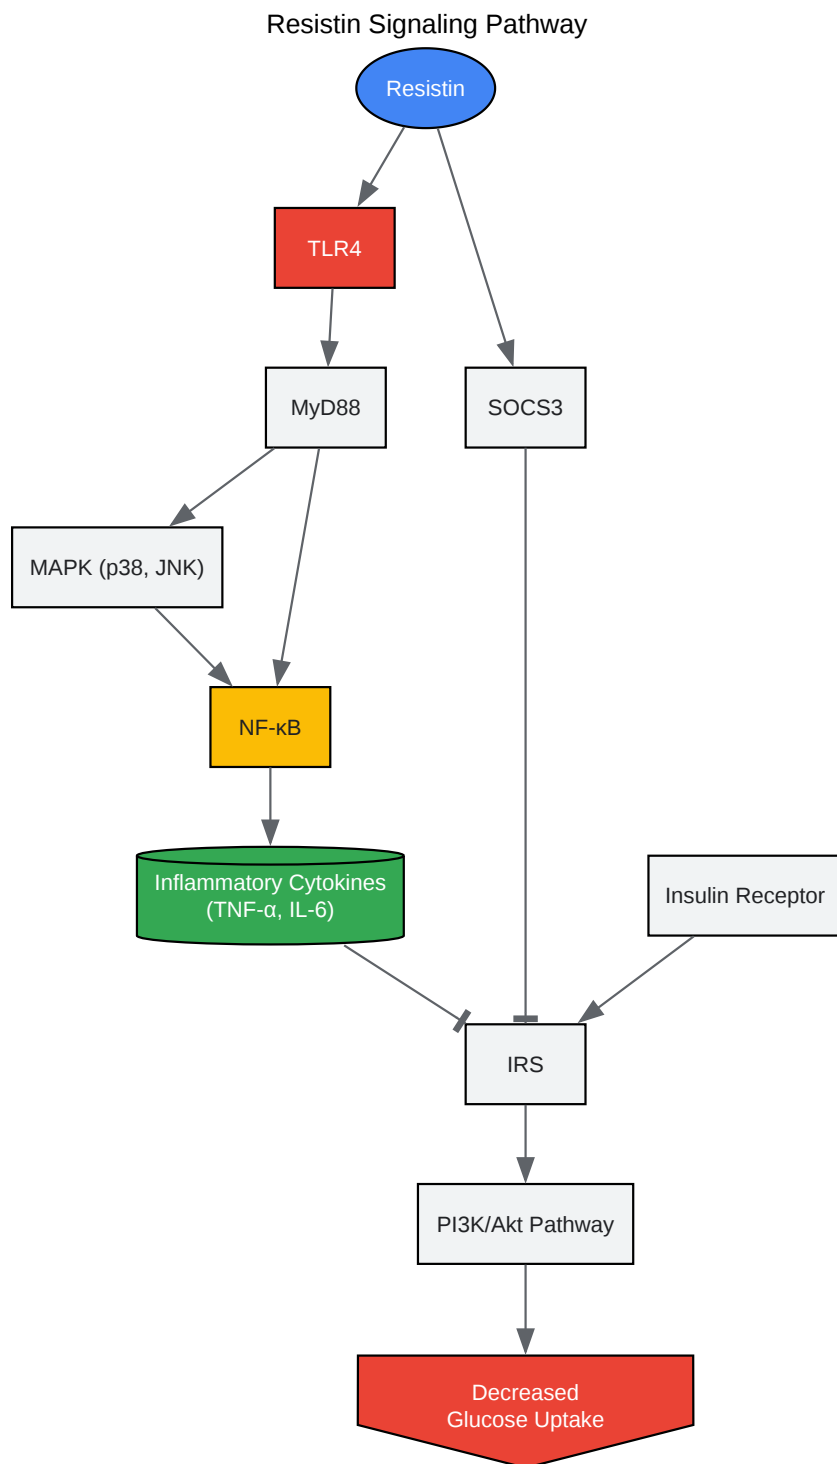 Resistin Signaling Pathway
Resistin
TLR4
MyD88
SOCS3
MAPK (p38, JNK)
NF-κB
Inflammatory Cytokines
(TNF-α, IL-6)
Insulin Receptor
IRS
PI3K/Akt Pathway
Decreased
Glucose Uptake